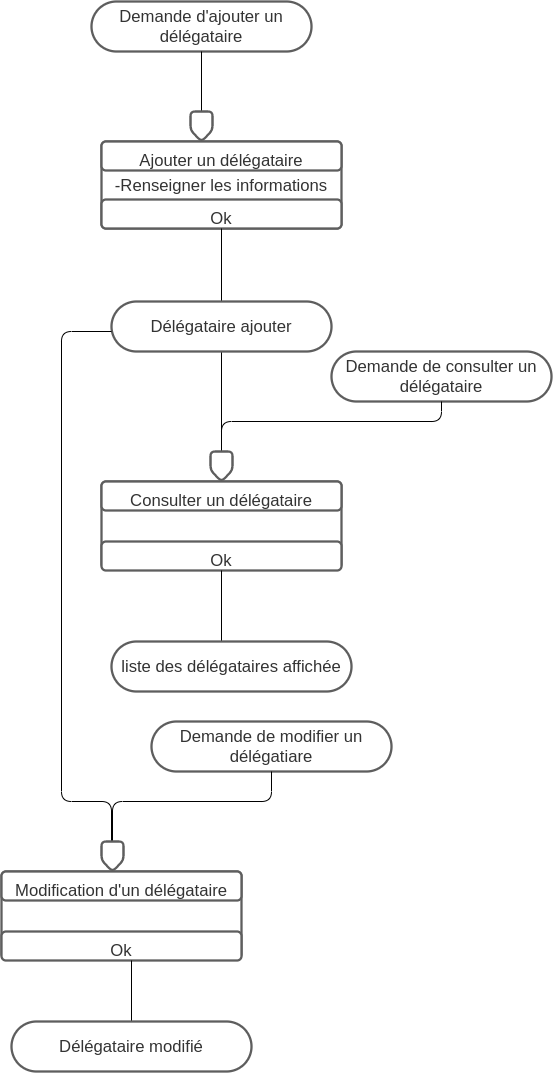 Demande d'ajouter un
délégataire
Ajouter un délégataire
-Renseigner les informations
Ok
Délégataire ajouter
Demande de consulter un
délégataire
Consulter un délégataire
Ok
liste des délégataires affichée
Demande de modifier un
délégatiare
Modification d'un délégataire
Ok
Délégataire modifié